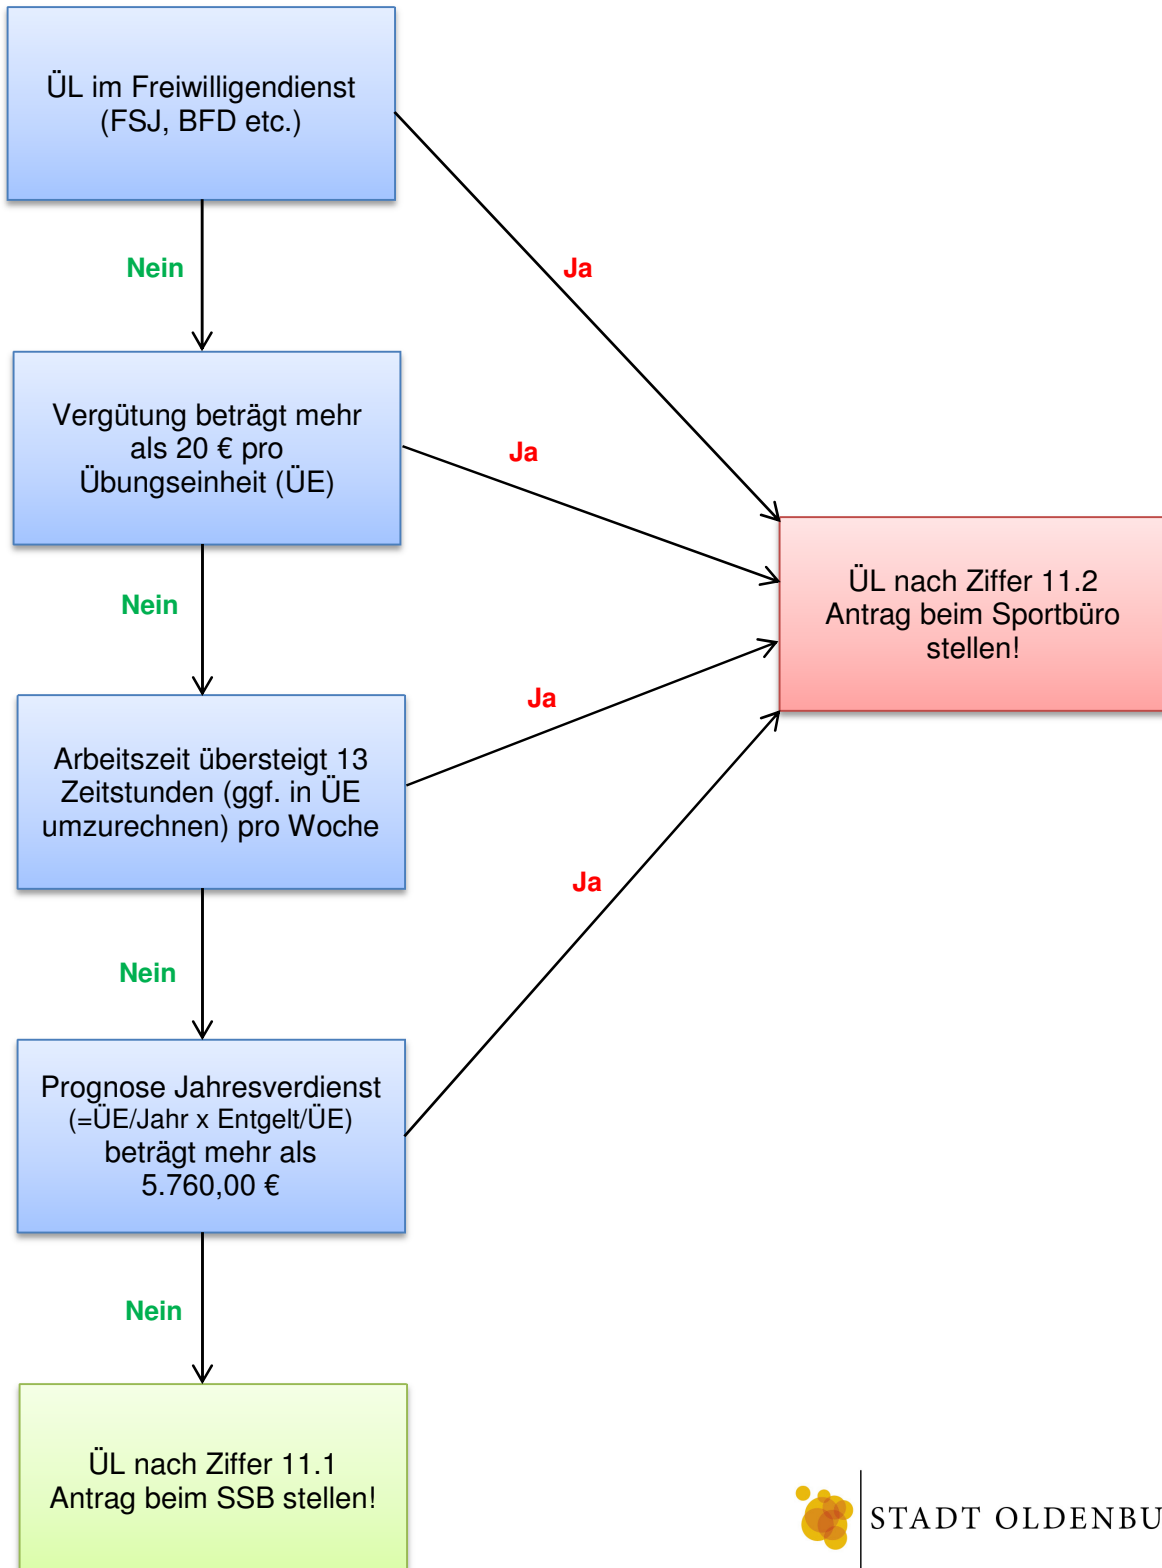 ÜL im Freiwilligendienst
(FSJ, BFD etc.)
Nein
Ja
Vergütung beträgt mehr
als 20 € pro
Übungseinheit (ÜE)
Ja
Nein
ÜL nach Ziffer 11.2
Antrag beim Sportbüro
stellen!
Arbeitszeit übersteigt 13
Zeitstunden (ggf. in ÜE
umzurechnen) pro Woche
Ja
Nein
Ja
Prognose Jahresverdienst
(=ÜE/Jahr x Entgelt/ÜE)
beträgt mehr als
5.760,00 €
Nein
ÜL nach Ziffer 11.1
Antrag beim SSB stellen!
STADT OLDENBU